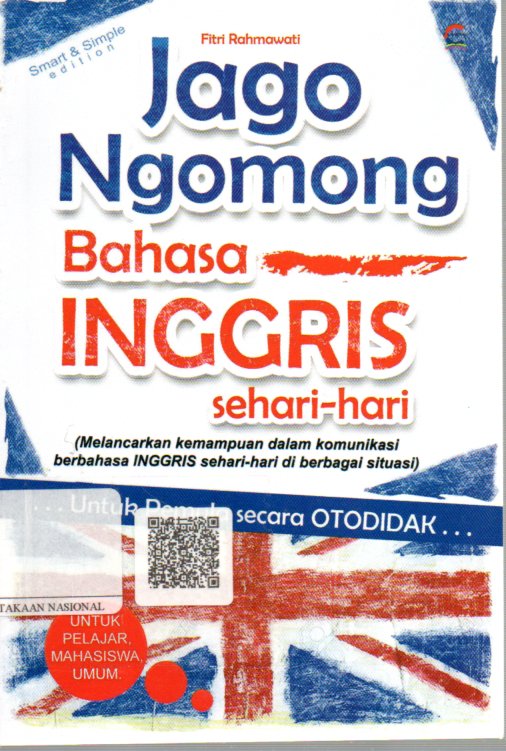 Fitri Rahmawati
Smart & Simple
edition
Jago
Ngomong
Bahasa
INGGRIS
sehari-hari
(Melancarkan kemampuan dalam komunikasi
berbahasa INGGRIS sehari-hari di berbagai situasi)
... Untuk Pemula secara OTODIDAK ...
TAKAAN NASIONAL
UNTUK
PELAJAR,
MAHASISWA,
UMUM.